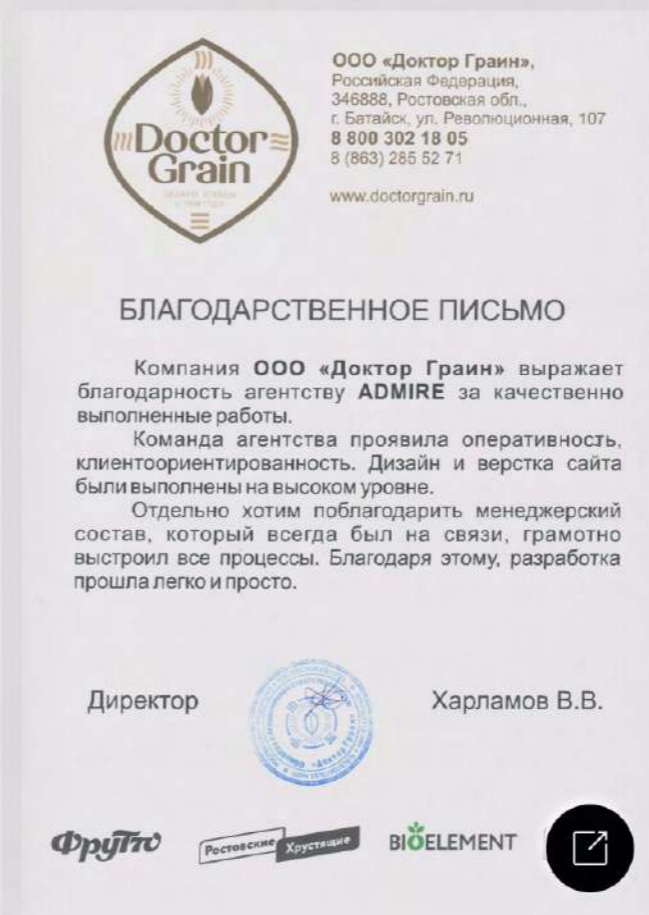 Doctor
Grain
ООО «Доктор Граин»,
Российская Федерация,
346888, Ростовская обл.,
г. Батайск, ул. Революционная, 107
8 800 302 18 05
8 (863) 285 52 71
www.doctorgrain.ru
БЛАГОДАРСТВЕННОЕ ПИСЬМО
Компания ООО «Доктор Граин» выражает
благодарность агентству ADMIRE за качественно
выполненные работы.
Команда агентства проявила оперативность,
клиентоориентированность. Дизайн и верстка сайта
были выполнены на высоком уровне.
Отдельно хотим поблагодарить менеджерский
состав, который всегда был на связи, грамотно
выстроил все процессы. Благодаря этому, разработка
прошла легко и просто.
Директор
«Доктор Граин»
Харламов В.В.
Фрутто
Ростовские Хрустящие
BIOELEMENT